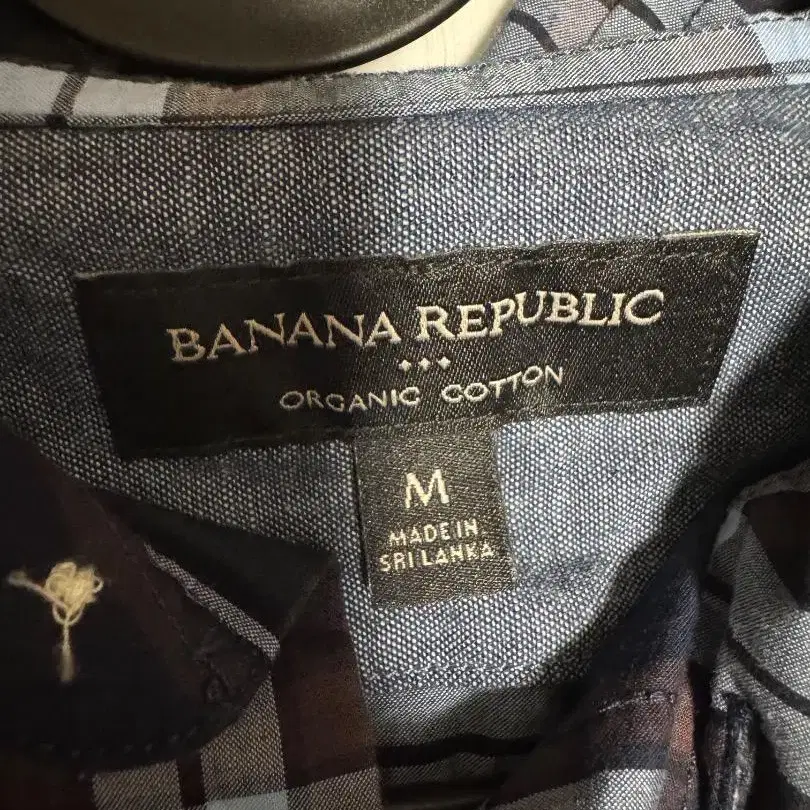 BANANA REPUBLIC
ORGANIC COTTON
M
MADE IN
SRI LANKA